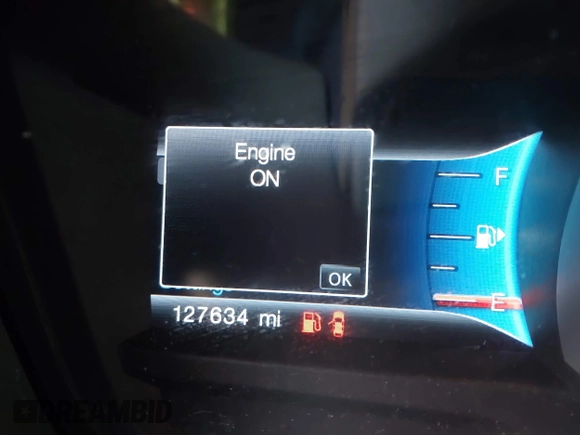 Engine
ON
OK
F
E
127634 mi
DREAMBID